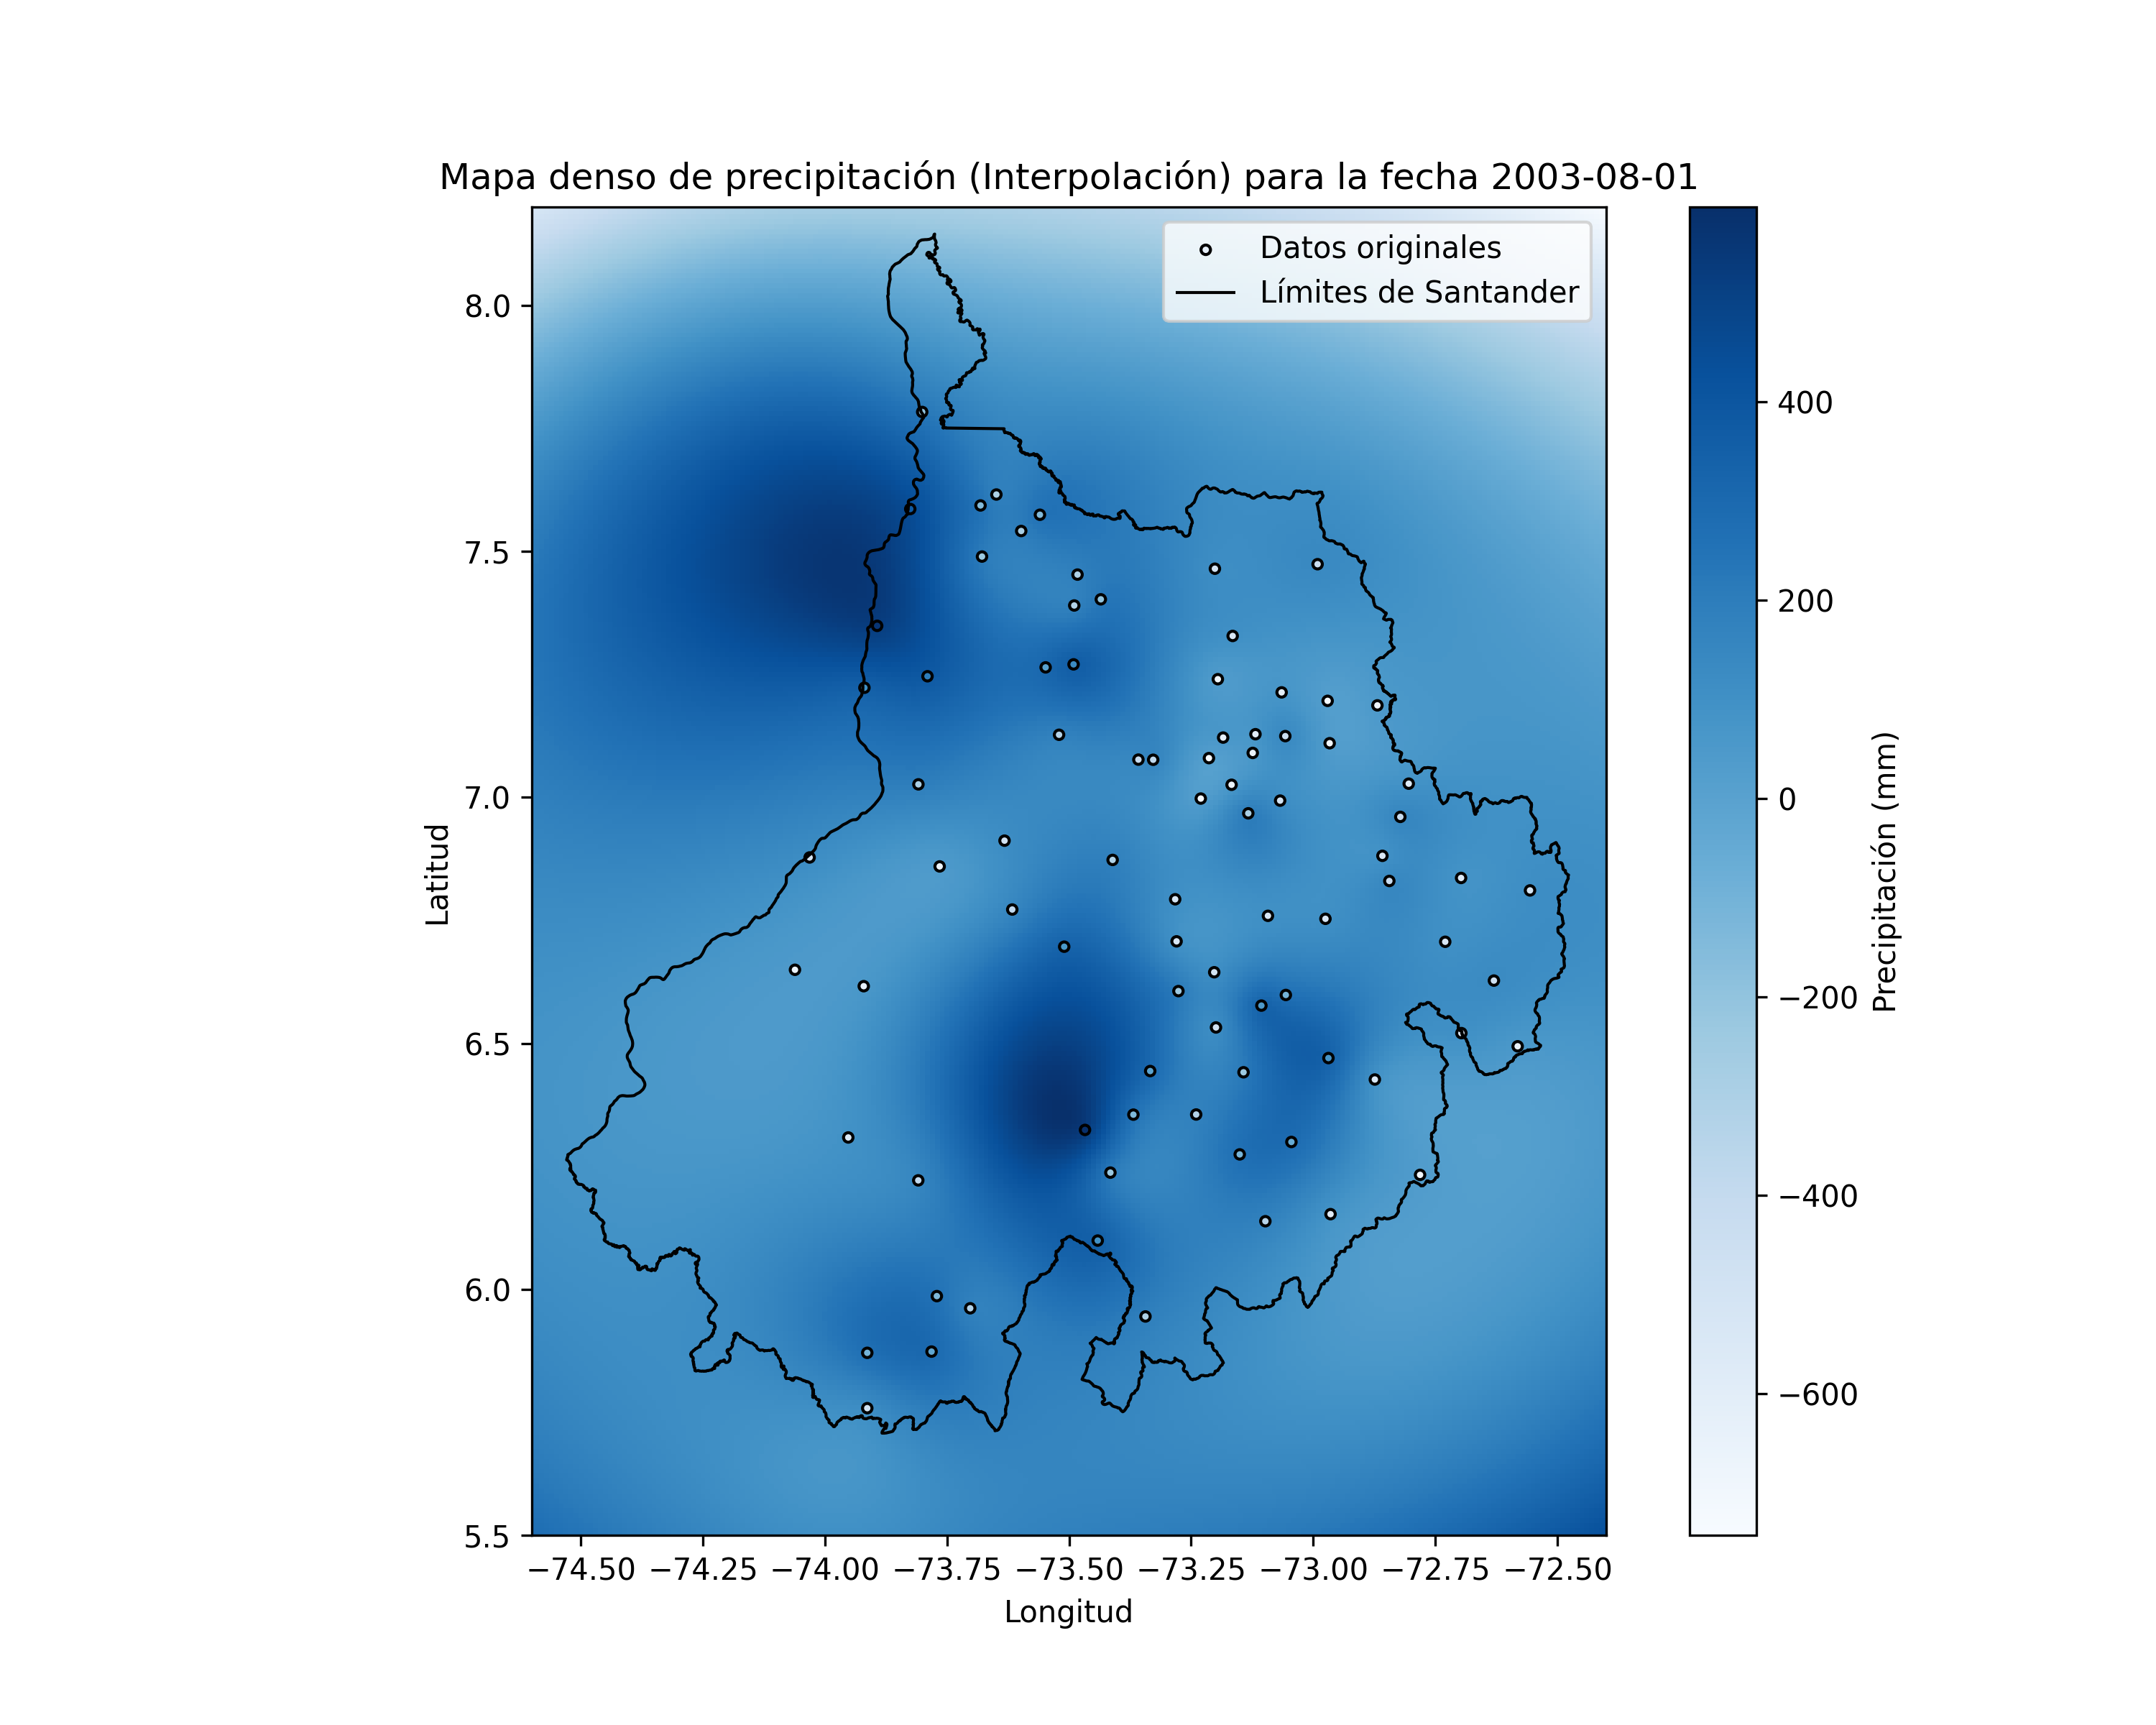 Mapa denso de precipitación (Interpolación) para la fecha 2003-08-01
Datos originales
Límites de Santander
8.0
7.5
7.0
6.5
6.0
5.5
Latitud
−74.50 −74.25 −74.00 −73.75 −73.50 −73.25 −73.00 −72.75 −72.50
Longitud
400
200
0
−200
−400
−600
Precipitación (mm)